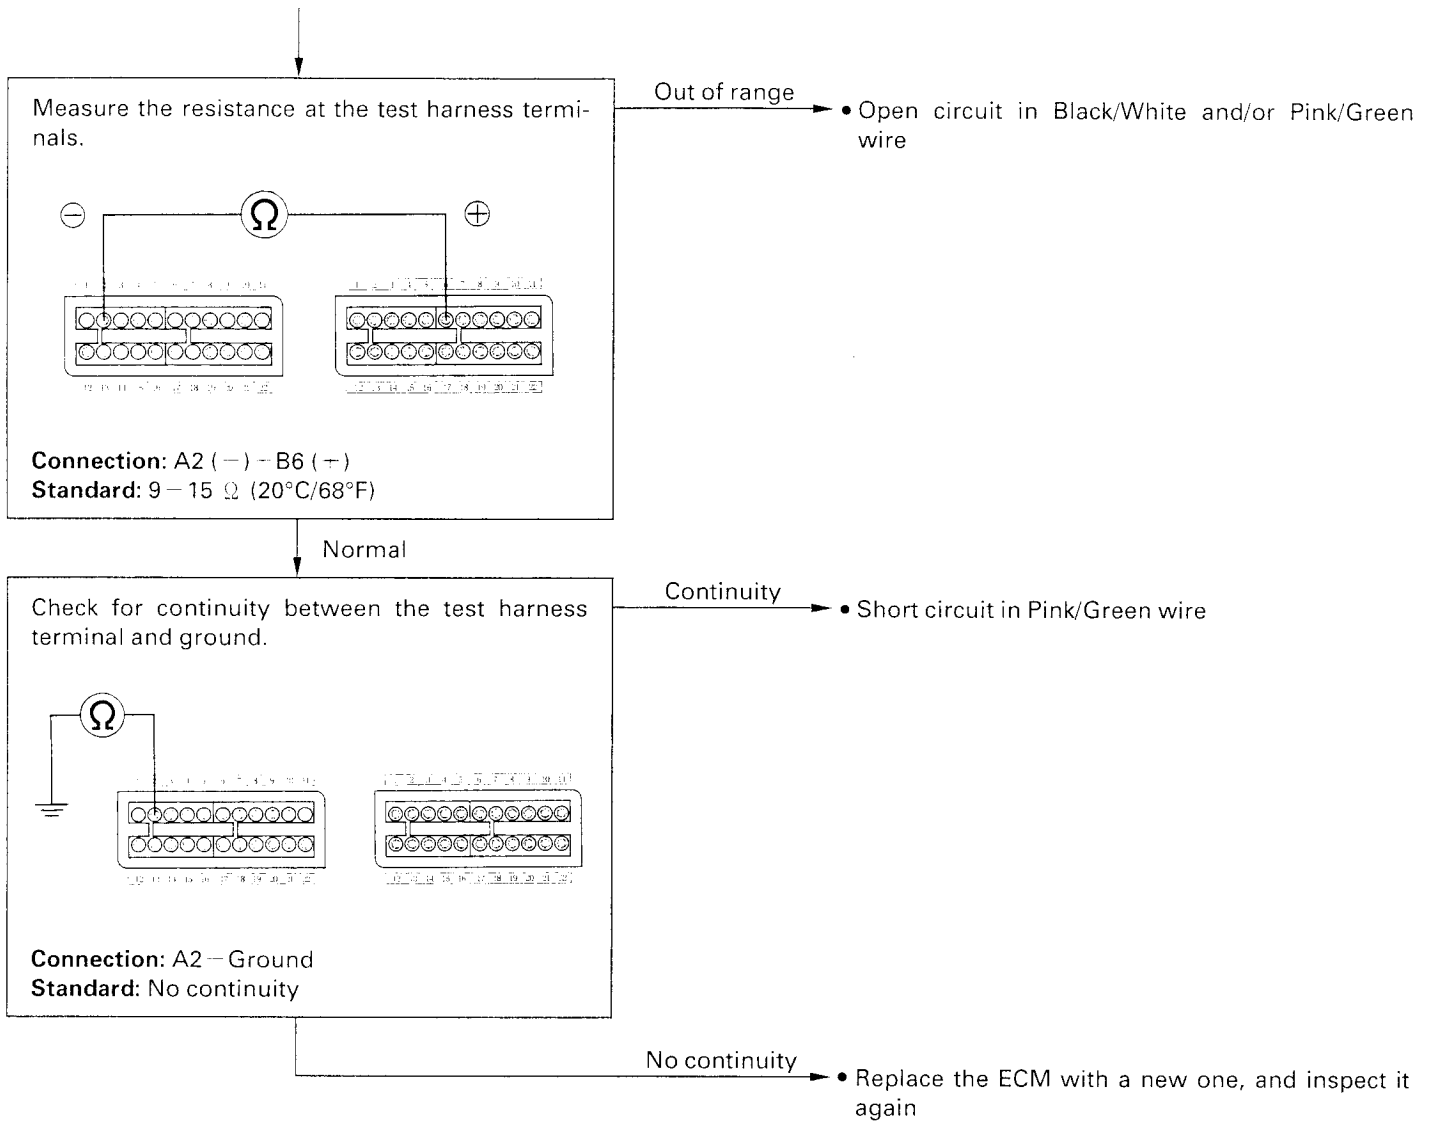 Measure the resistance at the test harness termi-
nals.
Out of range
• Open circuit in Black/White and/or Pink/Green
wire
⊖ Ω ⊕
Connection: A2 (−) – B6 (+)
Standard: 9 – 15 Ω (20°C/68°F)
Normal
Check for continuity between the test harness
terminal and ground.
Continuity
• Short circuit in Pink/Green wire
Ω
Connection: A2 – Ground
Standard: No continuity
No continuity
• Replace the ECM with a new one, and inspect it
again